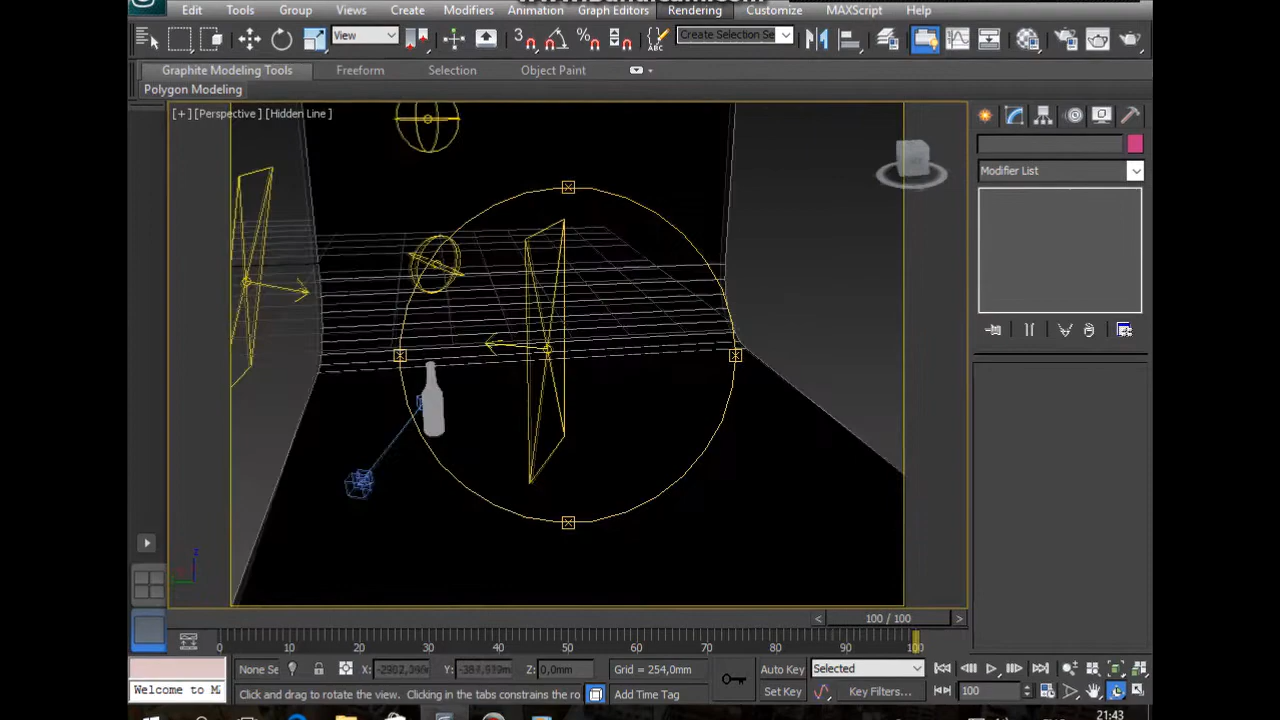 Edit Tools Group Views Create Modifiers Animation Graph Editors Rendering Customize MAXScript Help
View 3 % ABC Create Selection Se
Graphite Modeling Tools Freeform Selection Object Paint
Polygon Modeling
[+] [Perspective] [Hidden Line]
Modifier List
z
< 100 / 100 >
0 10 20 30 40 50 60 70 80 90 100
None Se X: Y: Z: 0,0mm Grid = 254,0mm Auto Key Selected
Welcome to M Click and drag to rotate the view. Clicking in the tabs constrains the ro Add Time Tag Set Key Key Filters... 100
21:43